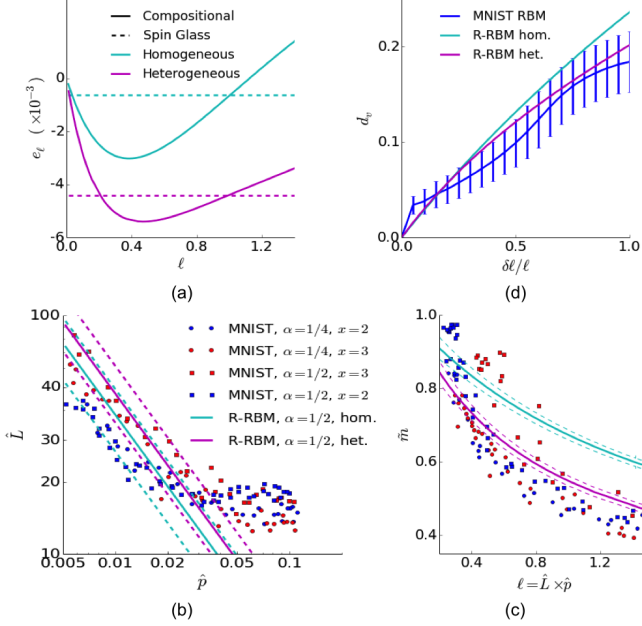 Compositional
Spin Glass
Homogeneous
Heterogeneous
e_ℓ (×10⁻³)
0
−2
−4
−6
0.0 0.4 0.8 1.2
ℓ
(a)
MNIST RBM
R-RBM hom.
R-RBM het.
d_v
0.2
0.1
0.0
0.0 0.5 1.0
δℓ/ℓ
(d)
MNIST, α=1/4, x=2
MNIST, α=1/4, x=3
MNIST, α=1/2, x=3
MNIST, α=1/2, x=2
R-RBM, α=1/2, hom.
R-RBM, α=1/2, het.
L̂
100
40
30
20
10
0.005 0.01 0.02 0.04 0.1
p̂
(b)
m̃
1.0
0.8
0.6
0.4
0.4 0.8 1.2
ℓ=L̂×p̂
(c)